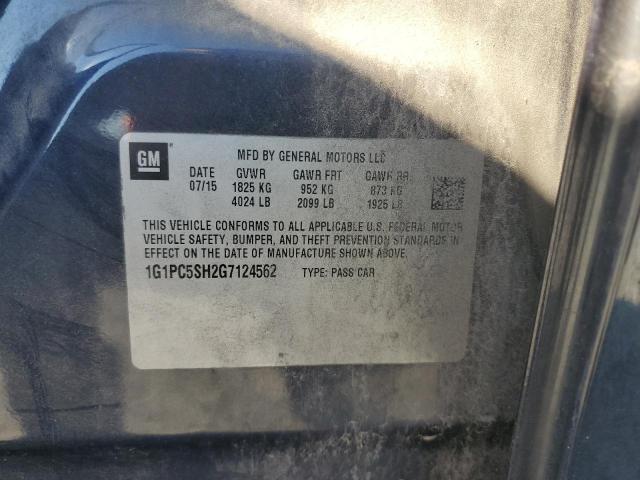 GM
MFD BY GENERAL MOTORS LLC
DATE GVWR GAWR FRT GAWR RR
07/15 1825 KG 952 KG 873 KG
4024 LB 2099 LB 1925 LB
THIS VEHICLE CONFORMS TO ALL APPLICABLE U.S. FEDERAL MOTOR
VEHICLE SAFETY, BUMPER, AND THEFT PREVENTION STANDARDS IN
EFFECT ON THE DATE OF MANUFACTURE SHOWN ABOVE.
1G1PC5SH2G7124562 TYPE: PASS CAR